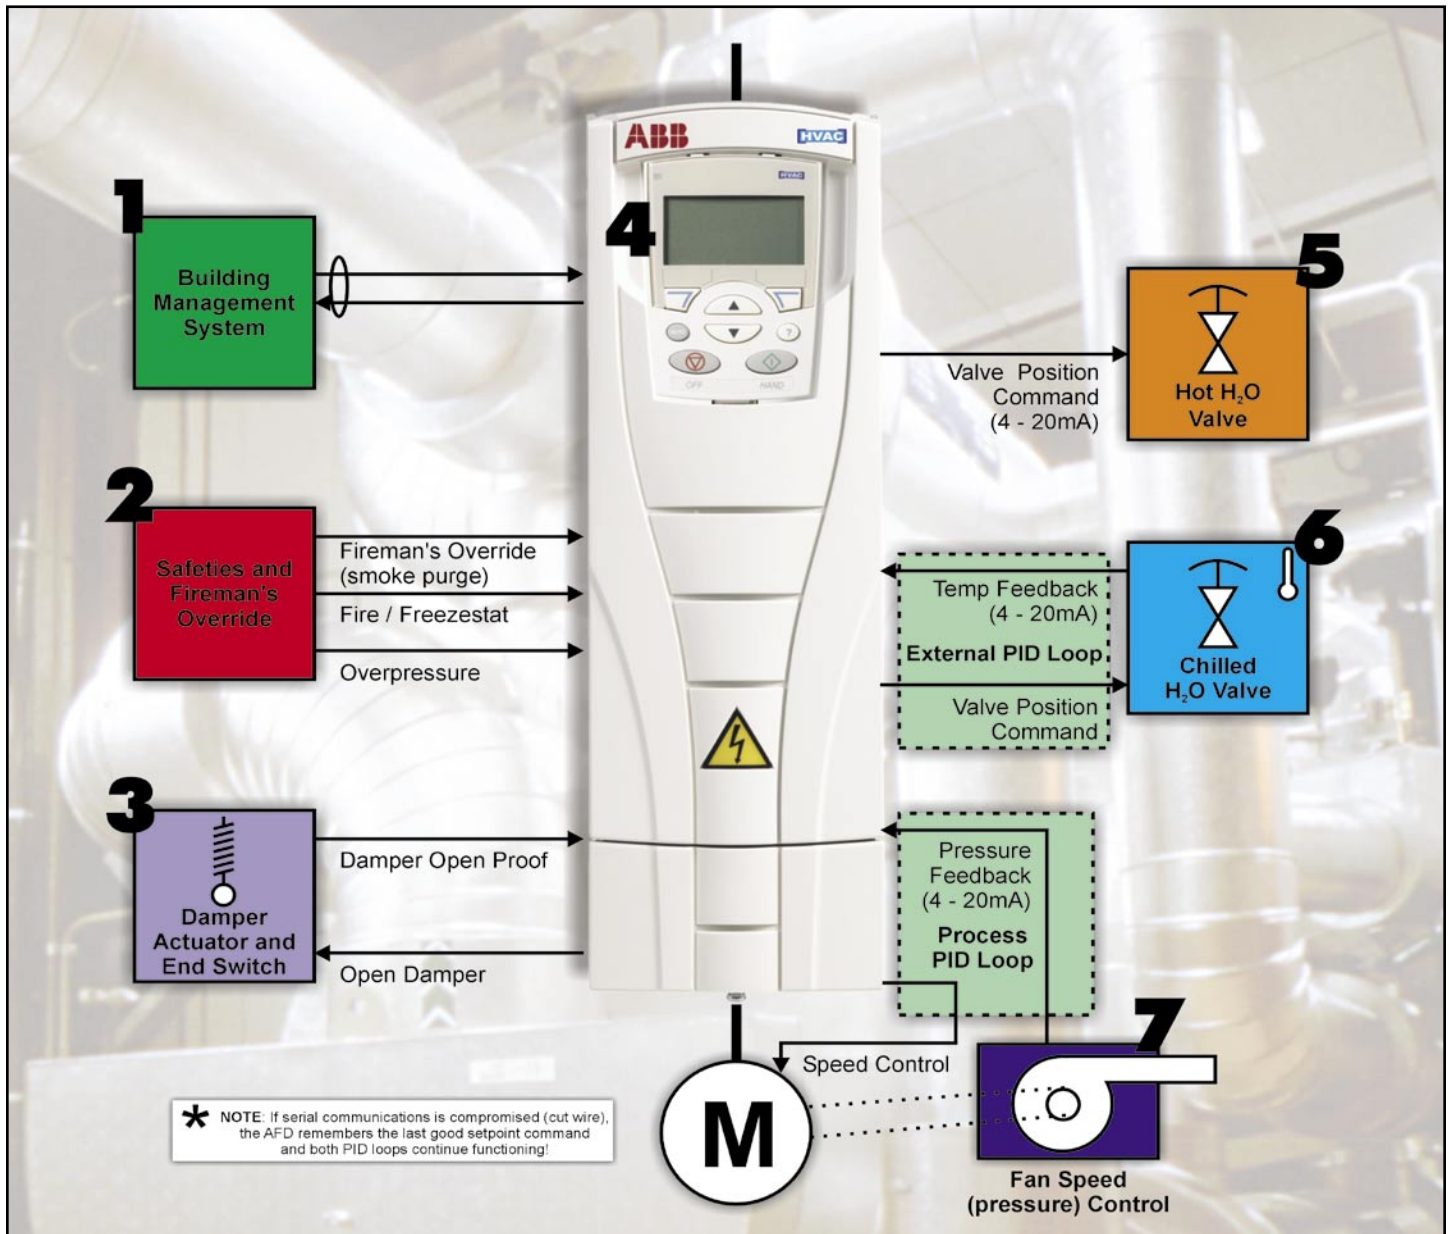 ABB
HVAC
HVAC
OFF
HAND
?
1
Building
Management
System
2
Safeties and
Fireman's
Override
Fireman's Override
(smoke purge)
Fire / Freezestat
Overpressure
3
Damper
Actuator and
End Switch
Damper Open Proof
Open Damper
4
5
Hot H₂O
Valve
Valve Position
Command
(4 - 20mA)
6
Chilled
H₂O Valve
Temp Feedback
(4 - 20mA)
External PID Loop
Valve Position
Command
Pressure
Feedback
(4 - 20mA)
Process
PID Loop
7
Speed Control
M
Fan Speed
(pressure) Control
* NOTE: If serial communications is compromised (cut wire),
the AFD remembers the last good setpoint command
and both PID loops continue functioning!